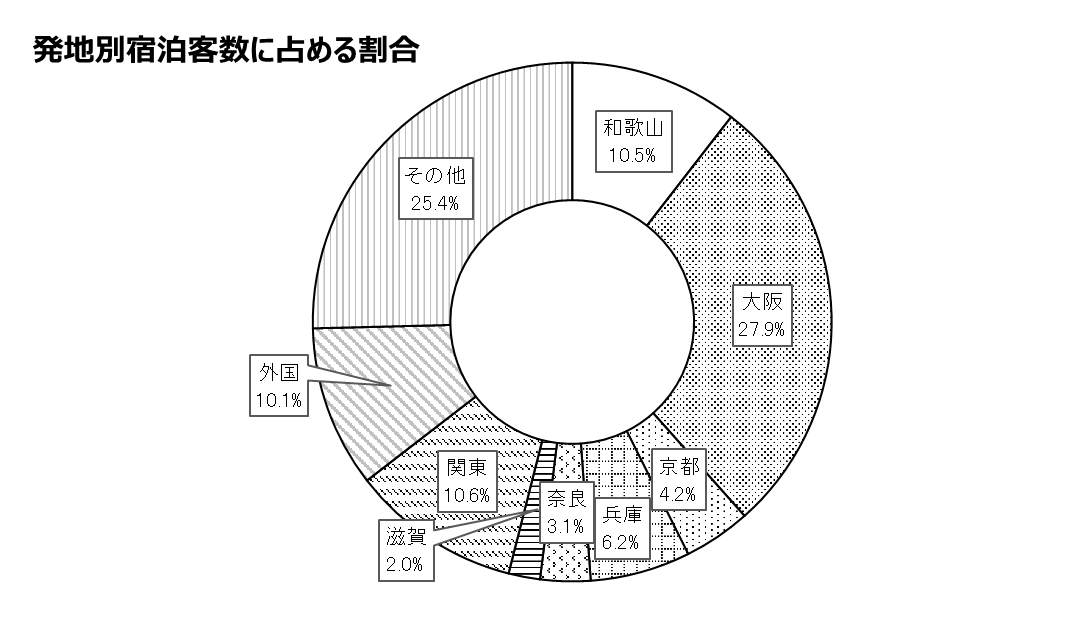 発地別宿泊客数に占める割合
和歌山
10.5%
大阪
27.9%
京都
4.2%
兵庫
6.2%
奈良
3.1%
滋賀
2.0%
関東
10.6%
外国
10.1%
その他
25.4%